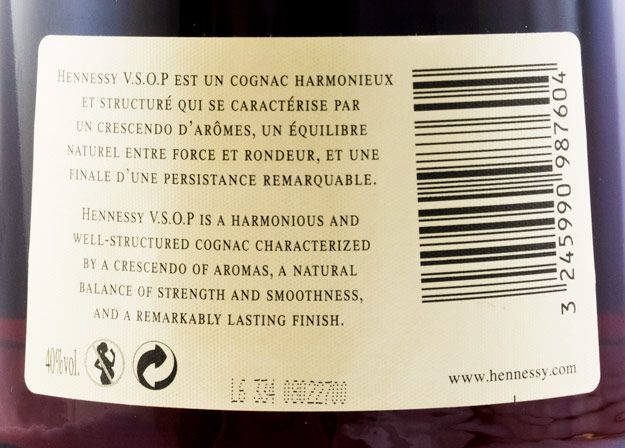 HENNESSY V.S.O.P EST UN COGNAC HARMONIEUX
ET STRUCTURÉ QUI SE CARACTÉRISE PAR
UN CRESCENDO D'ARÔMES, UN ÉQUILIBRE
NATUREL ENTRE FORCE ET RONDEUR, ET UNE
FINALE D'UNE PERSISTANCE REMARQUABLE.
HENNESSY V.S.O.P IS A HARMONIOUS AND
WELL-STRUCTURED COGNAC CHARACTERIZED
BY A CRESCENDO OF AROMAS, A NATURAL
BALANCE OF STRENGTH AND SMOOTHNESS,
AND A REMARKABLY LASTING FINISH.
3 245990 987604
40%vol.
L6 334
www.hennessy.com